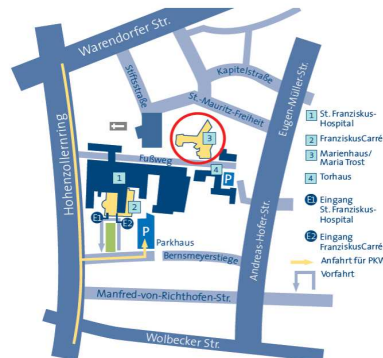 Warendorfer Str.
Stiftsstraße
Kapitelstraße
St.-Mauritz-Freiheit
Eugen-Müller-Str.
Hohenzollernring
3
Fußweg
1
4
P
2
E1
E2
P
Parkhaus
Bernsmeyerstiege
Andreas-Hofer-Str.
Manfred-von-Richthofen-Str.
Wolbecker Str.
1 St. Franziskus-
Hospital
2 FranziskusCarré
3 Marienhaus/
Maria Trost
4 Torhaus
E1 Eingang
St. Franziskus-
Hospital
E2 Eingang
FranziskusCarré
Anfahrt für PKW
Vorfahrt